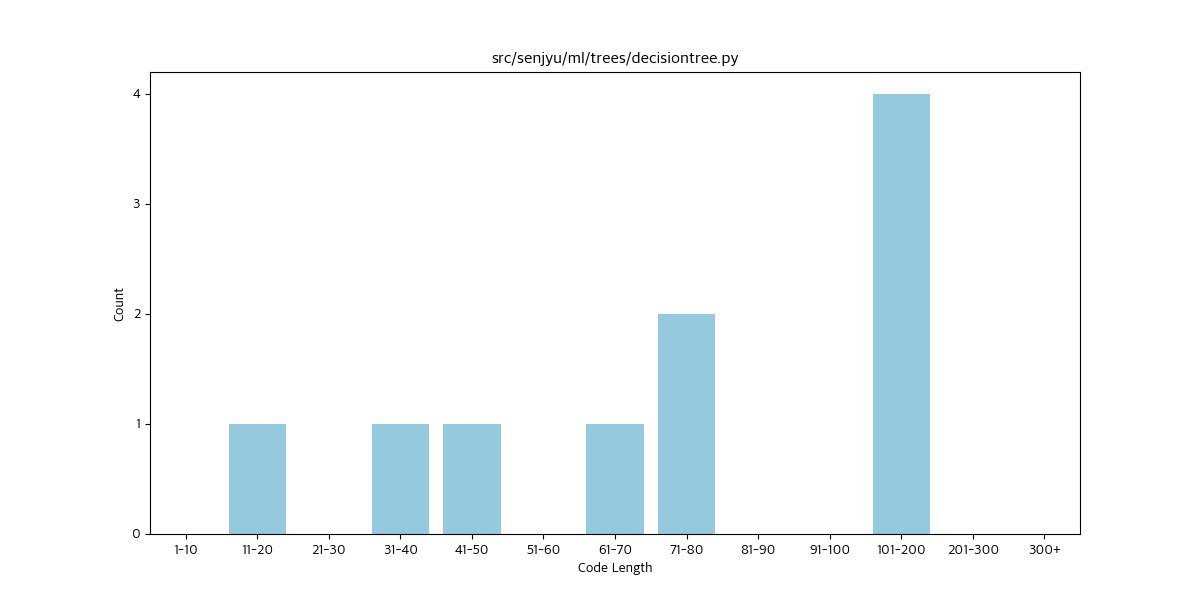 src/senjyu/ml/trees/decisiontree.py
4
3
2
1
0
Count
1-10 11-20 21-30 31-40 41-50 51-60 61-70 71-80 81-90 91-100 101-200 201-300 300+
Code Length